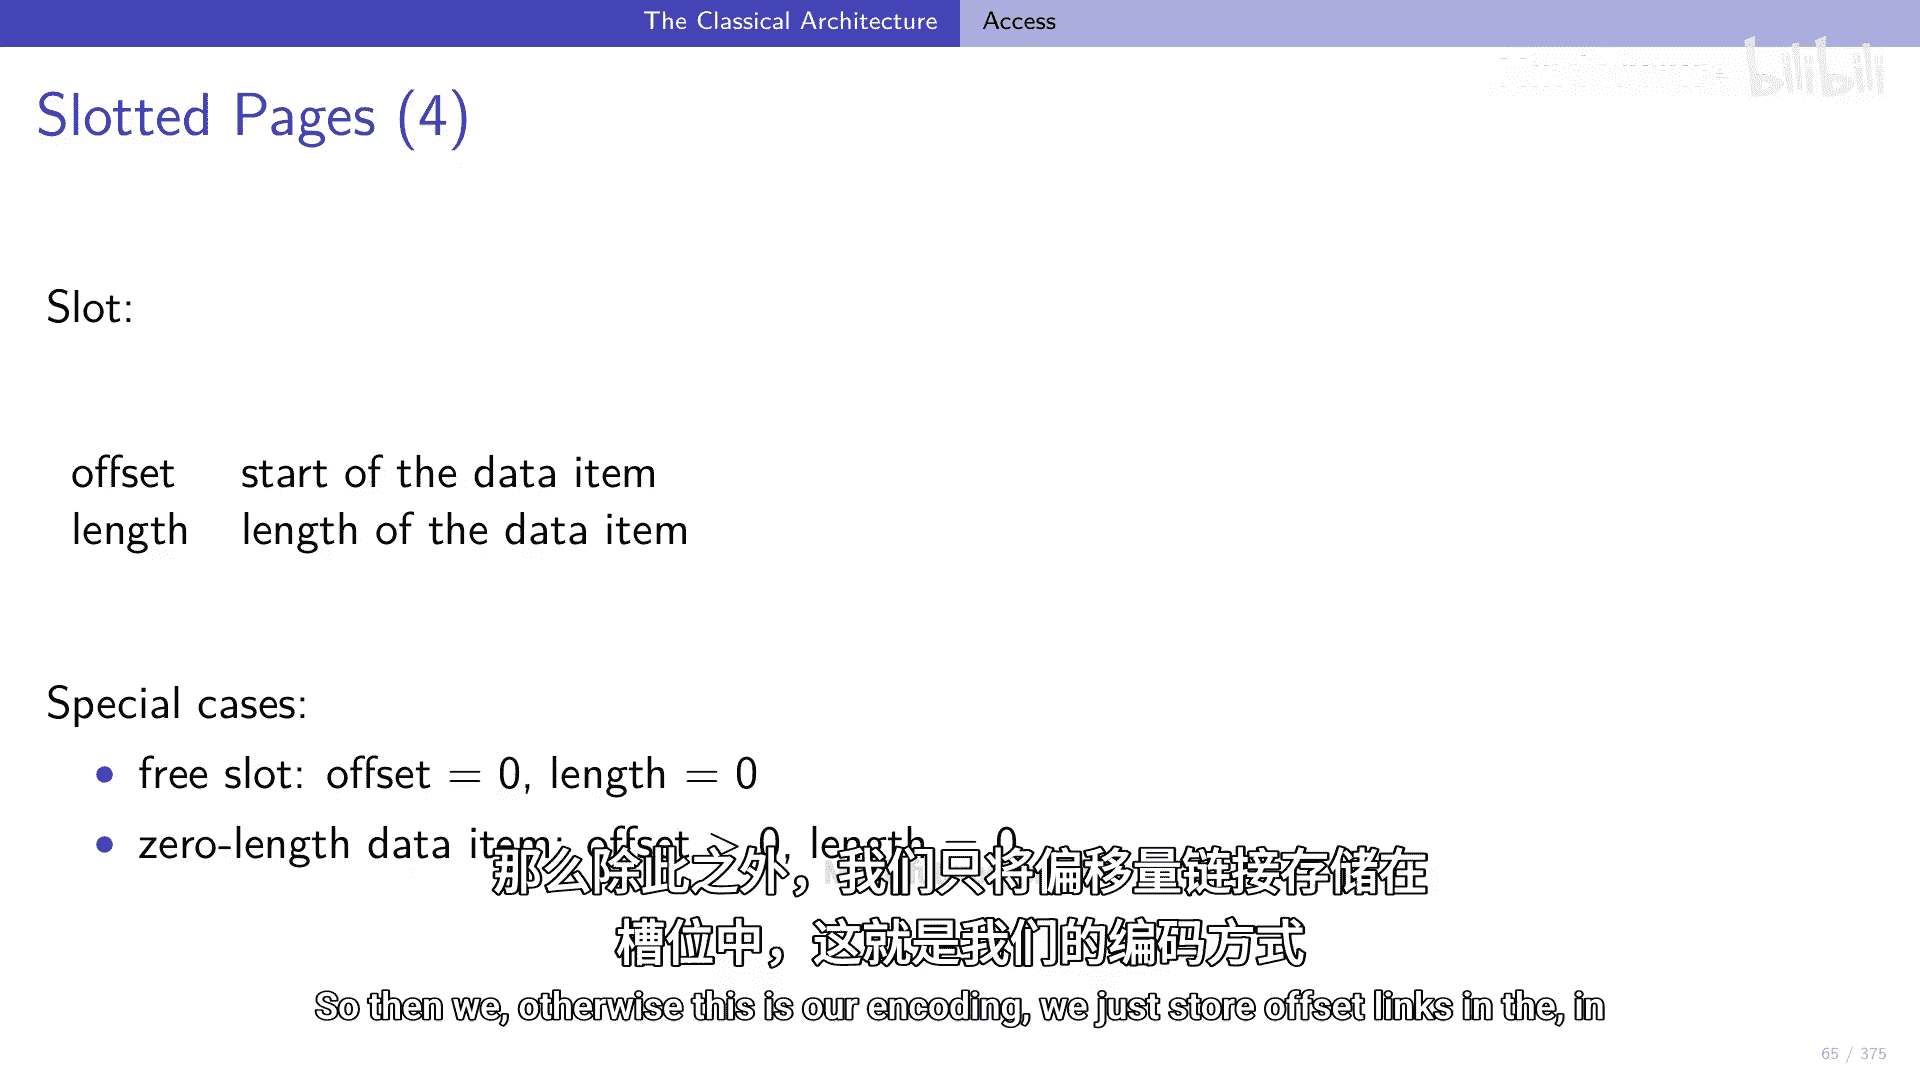 The Classical Architecture Access
bilibili
Slotted Pages (4)
Slot:
offset start of the data item
length length of the data item
Special cases:
• free slot: offset = 0, length = 0
• zero-length data item: offset > 0, length = 0
那么除此之外，我们只将偏移量链接存储在
槽位中，这就是我们的编码方式
So then we, otherwise this is our encoding, we just store offset links in the, in
65 / 375